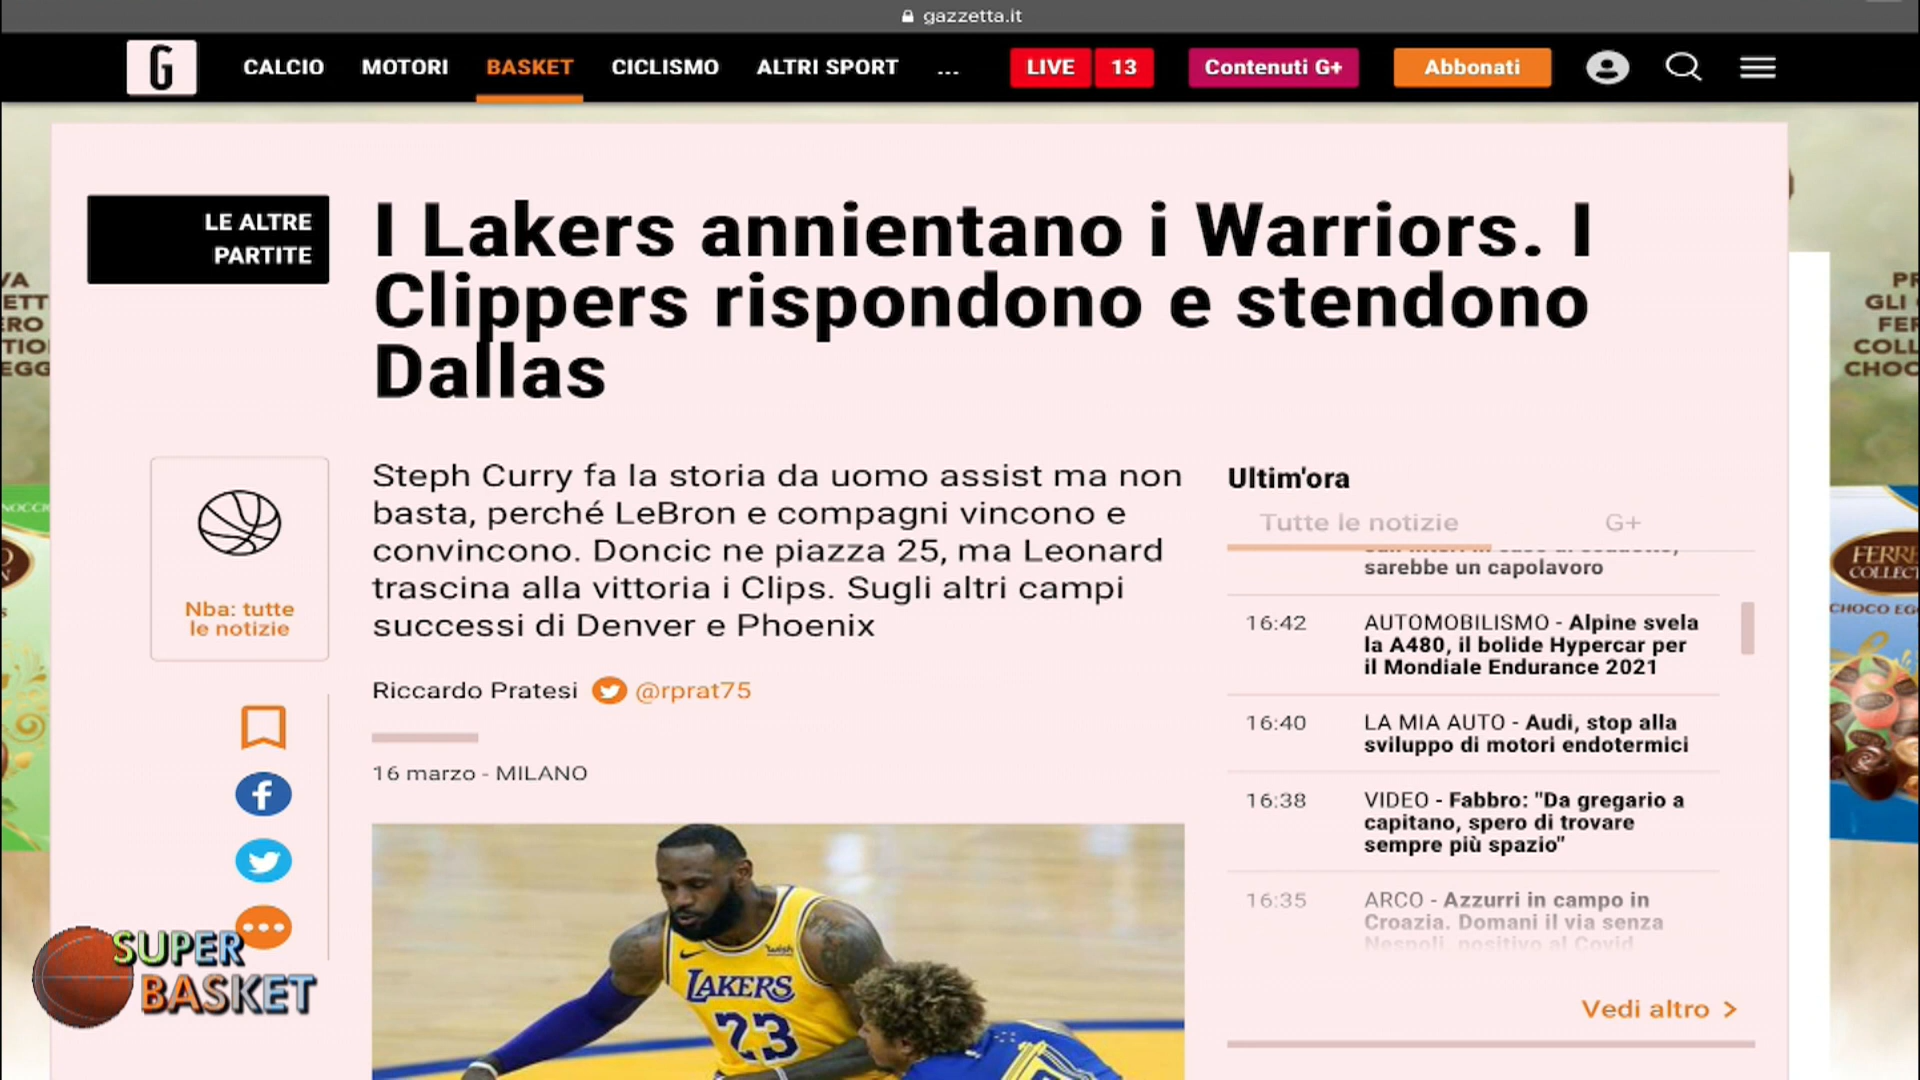 gazzetta.it
G CALCIO MOTORI BASKET CICLISMO ALTRI SPORT ... LIVE 13 Contenuti G+ Abbonati
LE ALTRE
PARTITE
I Lakers annientano i Warriors. I
Clippers rispondono e stendono
Dallas
Nba: tutte
le notizie
Steph Curry fa la storia da uomo assist ma non
basta, perché LeBron e compagni vincono e
convincono. Doncic ne piazza 25, ma Leonard
trascina alla vittoria i Clips. Sugli altri campi
successi di Denver e Phoenix
Riccardo Pratesi @rprat75
16 marzo - MILANO
Ultim'ora
Tutte le notizie G+
sarebbe un capolavoro
16:42 AUTOMOBILISMO - Alpine svela
la A480, il bolide Hypercar per
il Mondiale Endurance 2021
16:40 LA MIA AUTO - Audi, stop alla
sviluppo di motori endotermici
16:38 VIDEO - Fabbro: "Da gregario a
capitano, spero di trovare
sempre più spazio"
16:35 ARCO - Azzurri in campo in
Croazia. Domani il via senza
Nespoli, positivo al Covid
Vedi altro >
SUPER
BASKET
wish
LAKERS
23
CHOCO